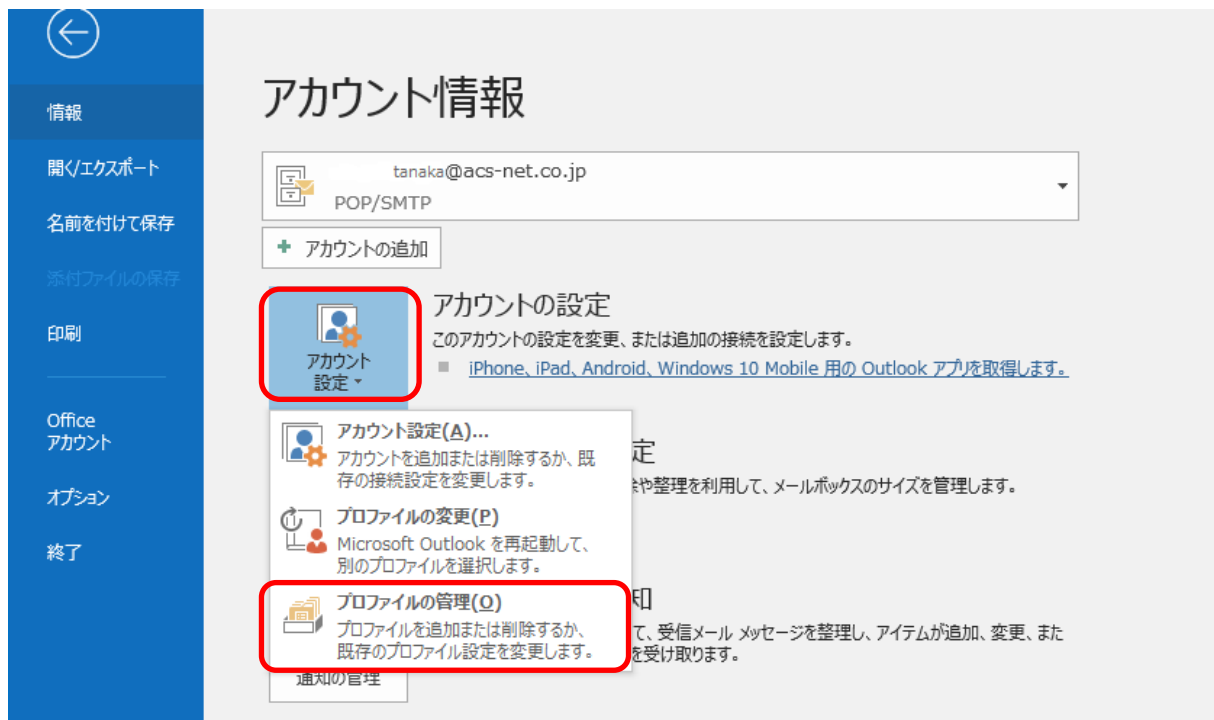 アカウント情報
情報
開く/エクスポート
名前を付けて保存
添付ファイルの保存
印刷
Office
アカウント
オプション
終了
tanaka@acs-net.co.jp
POP/SMTP
アカウントの追加
アカウント
設定
アカウントの設定
このアカウントの設定を変更、または追加の接続を設定します。
iPhone、iPad、Android、Windows 10 Mobile 用の Outlook アプリを取得します。
アカウント設定(A)...
アカウントを追加または削除するか、既
存の接続設定を変更します。
プロファイルの変更(P)
Microsoft Outlook を再起動して、
別のプロファイルを選択します。
プロファイルの管理(O)
プロファイルを追加または削除するか、
既存のプロファイル設定を変更します。
定
や整理を利用して、メールボックスのサイズを管理します。
て、受信メール メッセージを整理し、アイテムが追加、変更、また
を受け取ります。
通知の管理